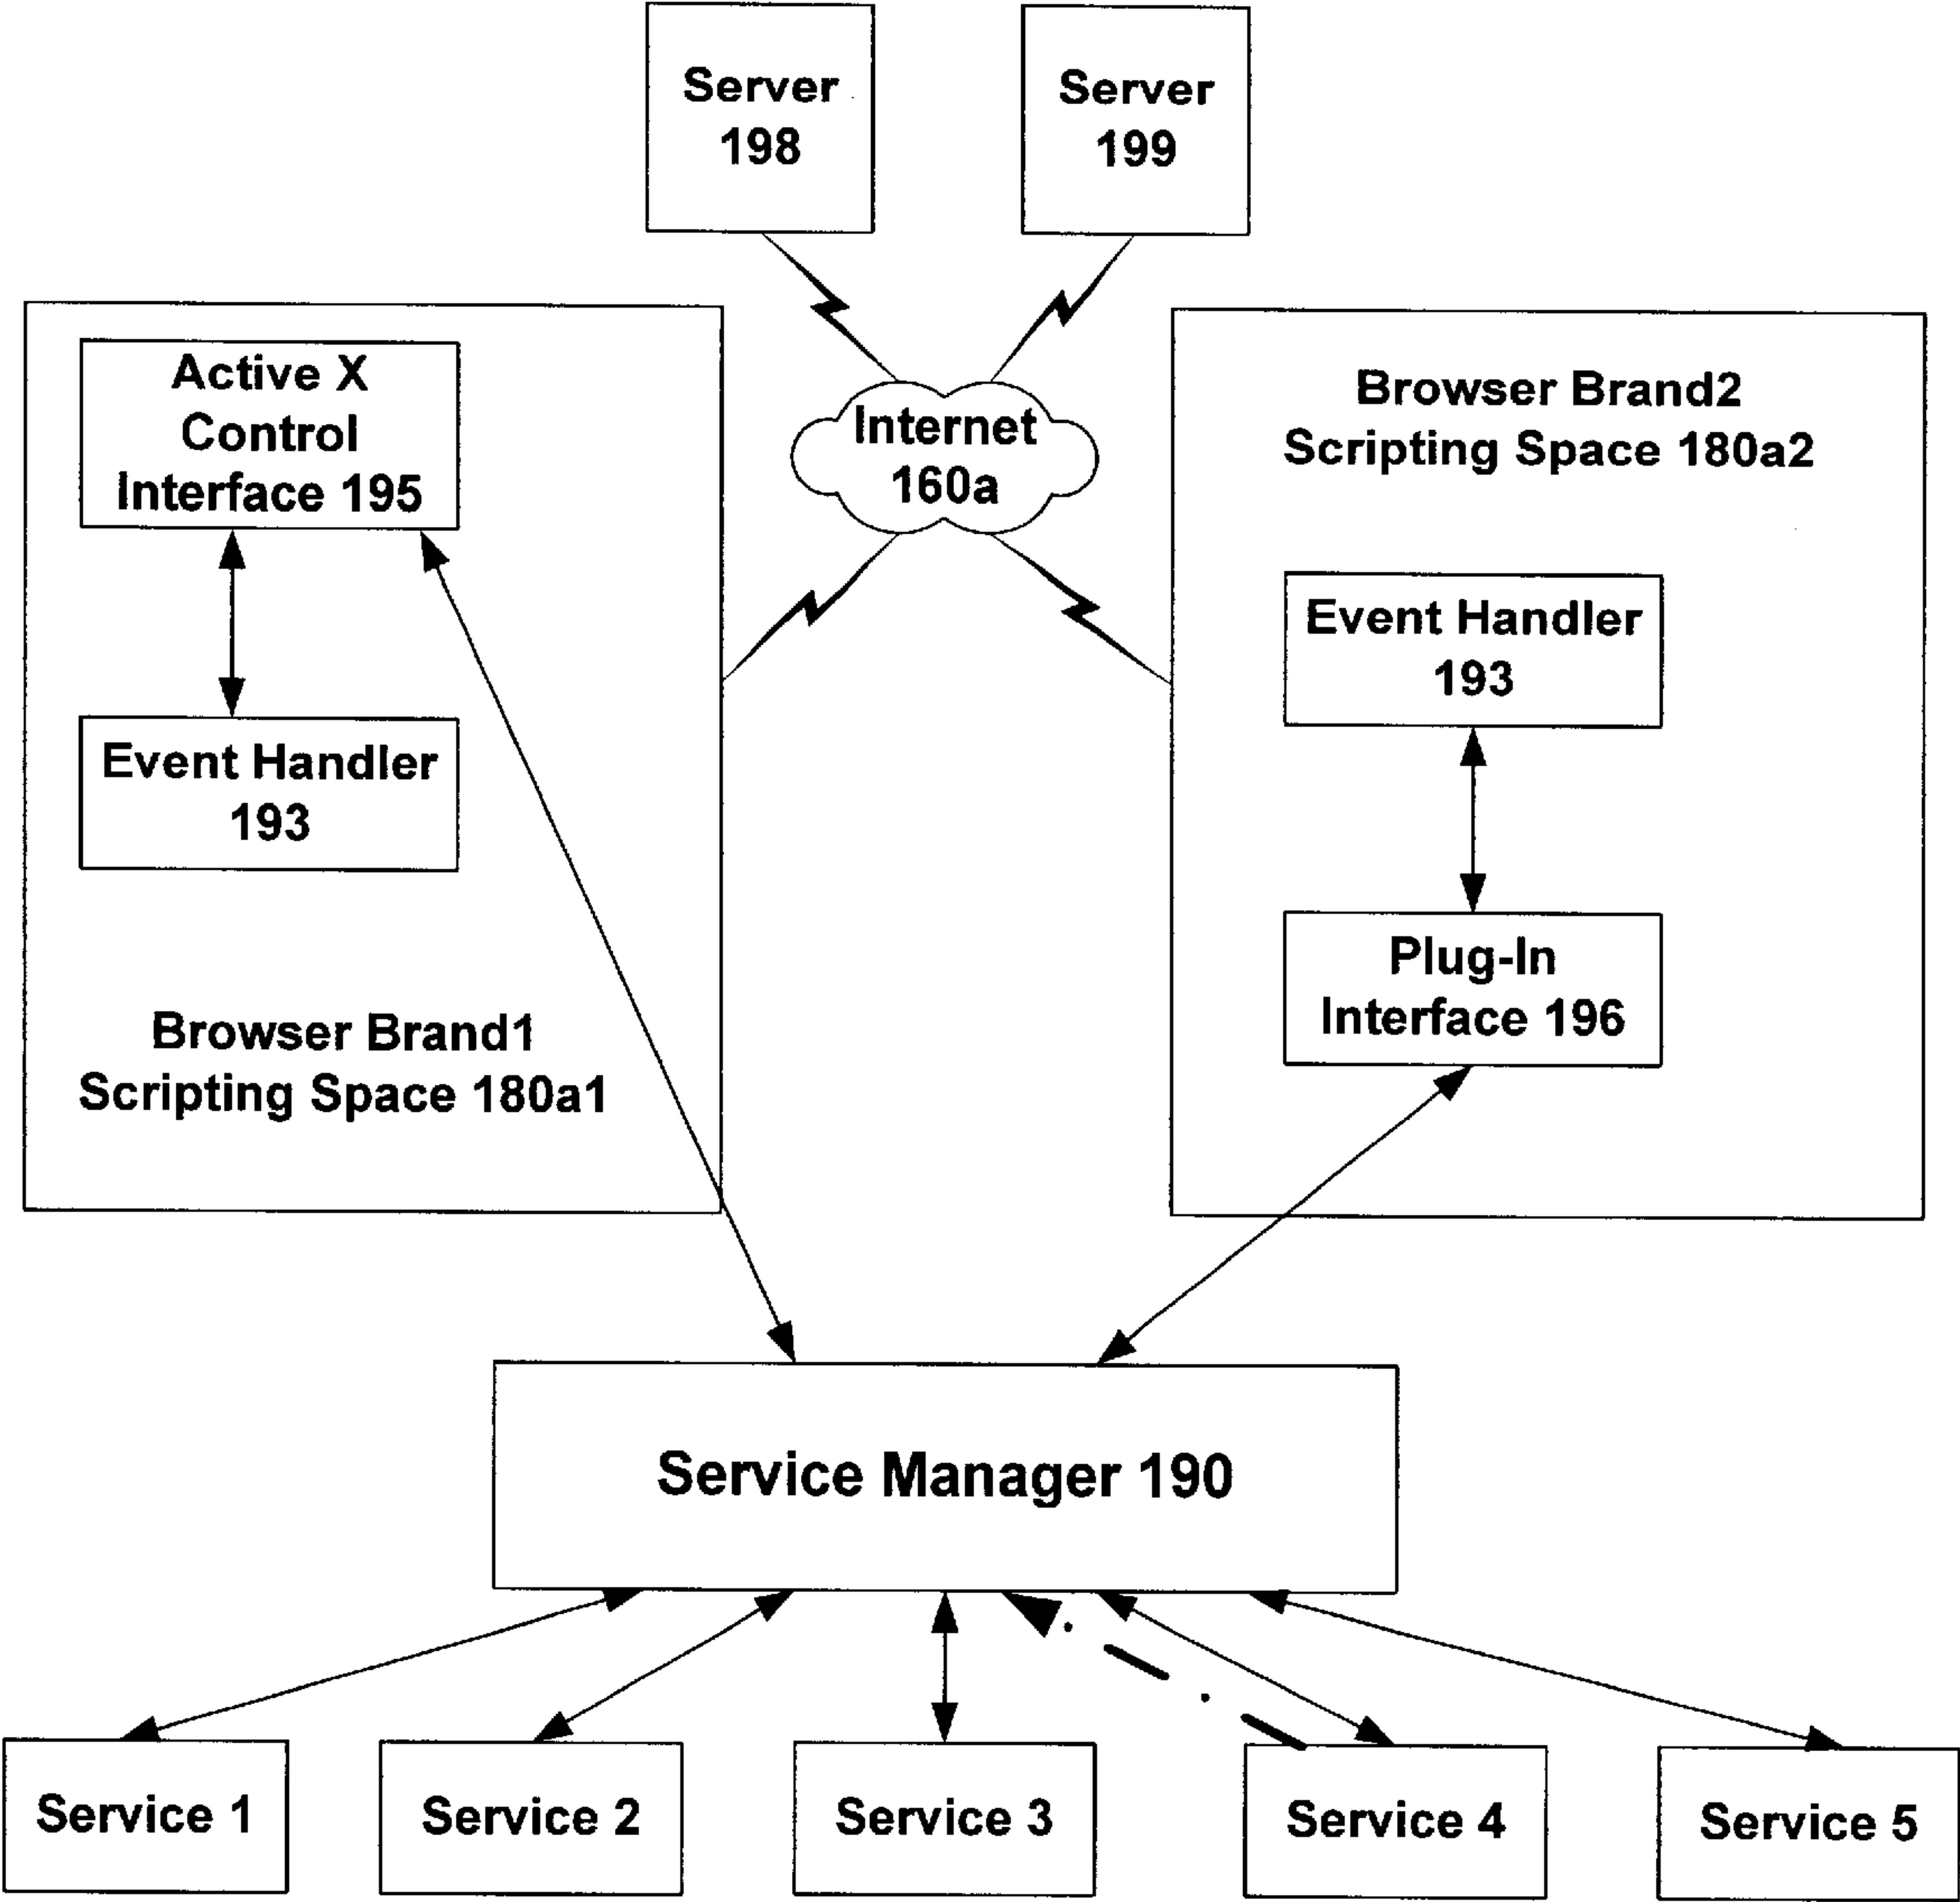 Server
198
Server
199
Active X
Control
Interface 195
Event Handler
193
Browser Brand1
Scripting Space 180a1
Internet
160a
Browser Brand2
Scripting Space 180a2
Event Handler
193
Plug-In
Interface 196
Service Manager 190
Service 1
Service 2
Service 3
Service 4
Service 5